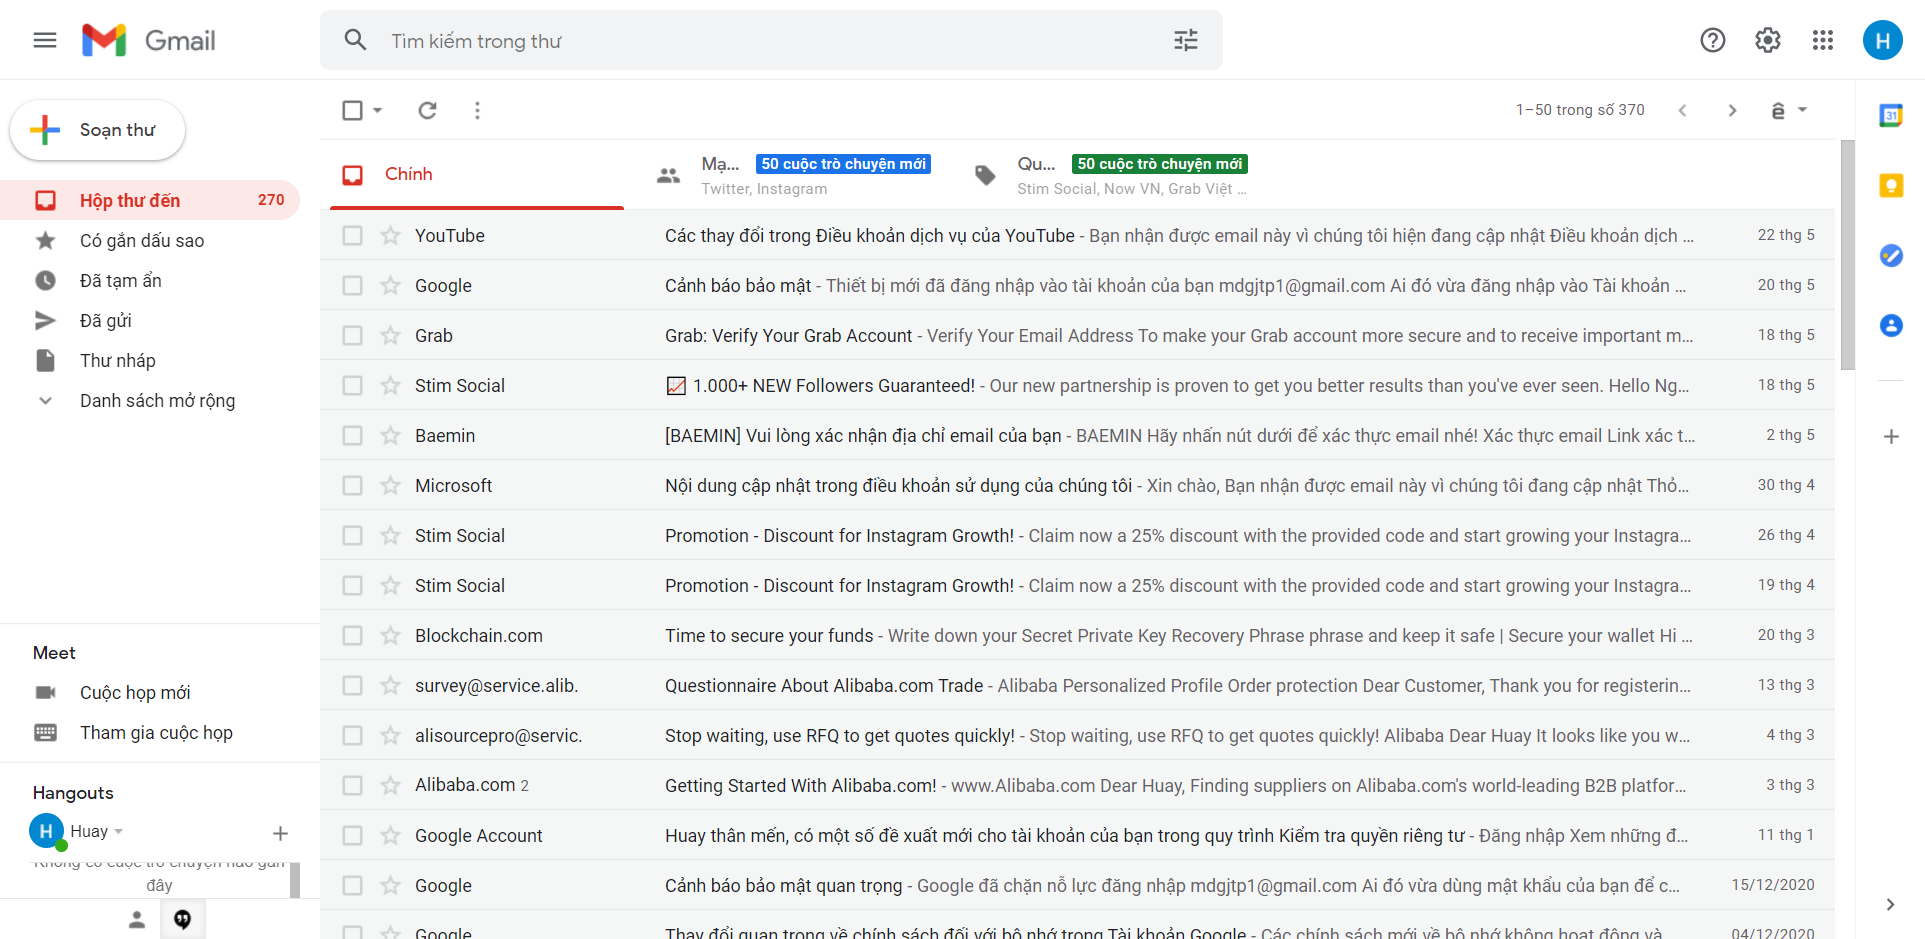 Gmail
Tìm kiếm trong thư
H
Soạn thư
1–50 trong số 370
ê
31
Chính
Mạ... 50 cuộc trò chuyện mới
Twitter, Instagram
Qu... 50 cuộc trò chuyện mới
Stim Social, Now VN, Grab Việt ...
Hộp thư đến 270
Có gắn dấu sao
Đã tạm ẩn
Đã gửi
Thư nháp
Danh sách mở rộng
Meet
Cuộc họp mới
Tham gia cuộc họp
Hangouts
H Huay
Không có cuộc trò chuyện nào gần
đây
YouTube Các thay đổi trong Điều khoản dịch vụ của YouTube - Bạn nhận được email này vì chúng tôi hiện đang cập nhật Điều khoản dịch ... 22 thg 5
Google Cảnh báo bảo mật - Thiết bị mới đã đăng nhập vào tài khoản của bạn mdgjtp1@gmail.com Ai đó vừa đăng nhập vào Tài khoản ... 20 thg 5
Grab Grab: Verify Your Grab Account - Verify Your Email Address To make your Grab account more secure and to receive important m... 18 thg 5
Stim Social 📈 1.000+ NEW Followers Guaranteed! - Our new partnership is proven to get you better results than you've ever seen. Hello Ng... 18 thg 5
Baemin [BAEMIN] Vui lòng xác nhận địa chỉ email của bạn - BAEMIN Hãy nhấn nút dưới để xác thực email nhé! Xác thực email Link xác t... 2 thg 5
Microsoft Nội dung cập nhật trong điều khoản sử dụng của chúng tôi - Xin chào, Bạn nhận được email này vì chúng tôi đang cập nhật Thỏ... 30 thg 4
Stim Social Promotion - Discount for Instagram Growth! - Claim now a 25% discount with the provided code and start growing your Instagra... 26 thg 4
Stim Social Promotion - Discount for Instagram Growth! - Claim now a 25% discount with the provided code and start growing your Instagra... 19 thg 4
Blockchain.com Time to secure your funds - Write down your Secret Private Key Recovery Phrase phrase and keep it safe | Secure your wallet Hi ... 20 thg 3
survey@service.alib. Questionnaire About Alibaba.com Trade - Alibaba Personalized Profile Order protection Dear Customer, Thank you for registerin... 13 thg 3
alisourcepro@servic. Stop waiting, use RFQ to get quotes quickly! - Stop waiting, use RFQ to get quotes quickly! Alibaba Dear Huay It looks like you w... 4 thg 3
Alibaba.com 2 Getting Started With Alibaba.com! - www.Alibaba.com Dear Huay, Finding suppliers on Alibaba.com's world-leading B2B platfor... 3 thg 3
Google Account Huay thân mến, có một số đề xuất mới cho tài khoản của bạn trong quy trình Kiểm tra quyền riêng tư - Đăng nhập Xem những đ... 11 thg 1
Google Cảnh báo bảo mật quan trọng - Google đã chặn nỗ lực đăng nhập mdgjtp1@gmail.com Ai đó vừa dùng mật khẩu của bạn để c... 15/12/2020
Google Thay đổi quan trọng về chính sách đối với bộ nhớ trong Tài khoản Google - Các chính sách mới về bộ nhớ không hoạt động và 04/12/2020